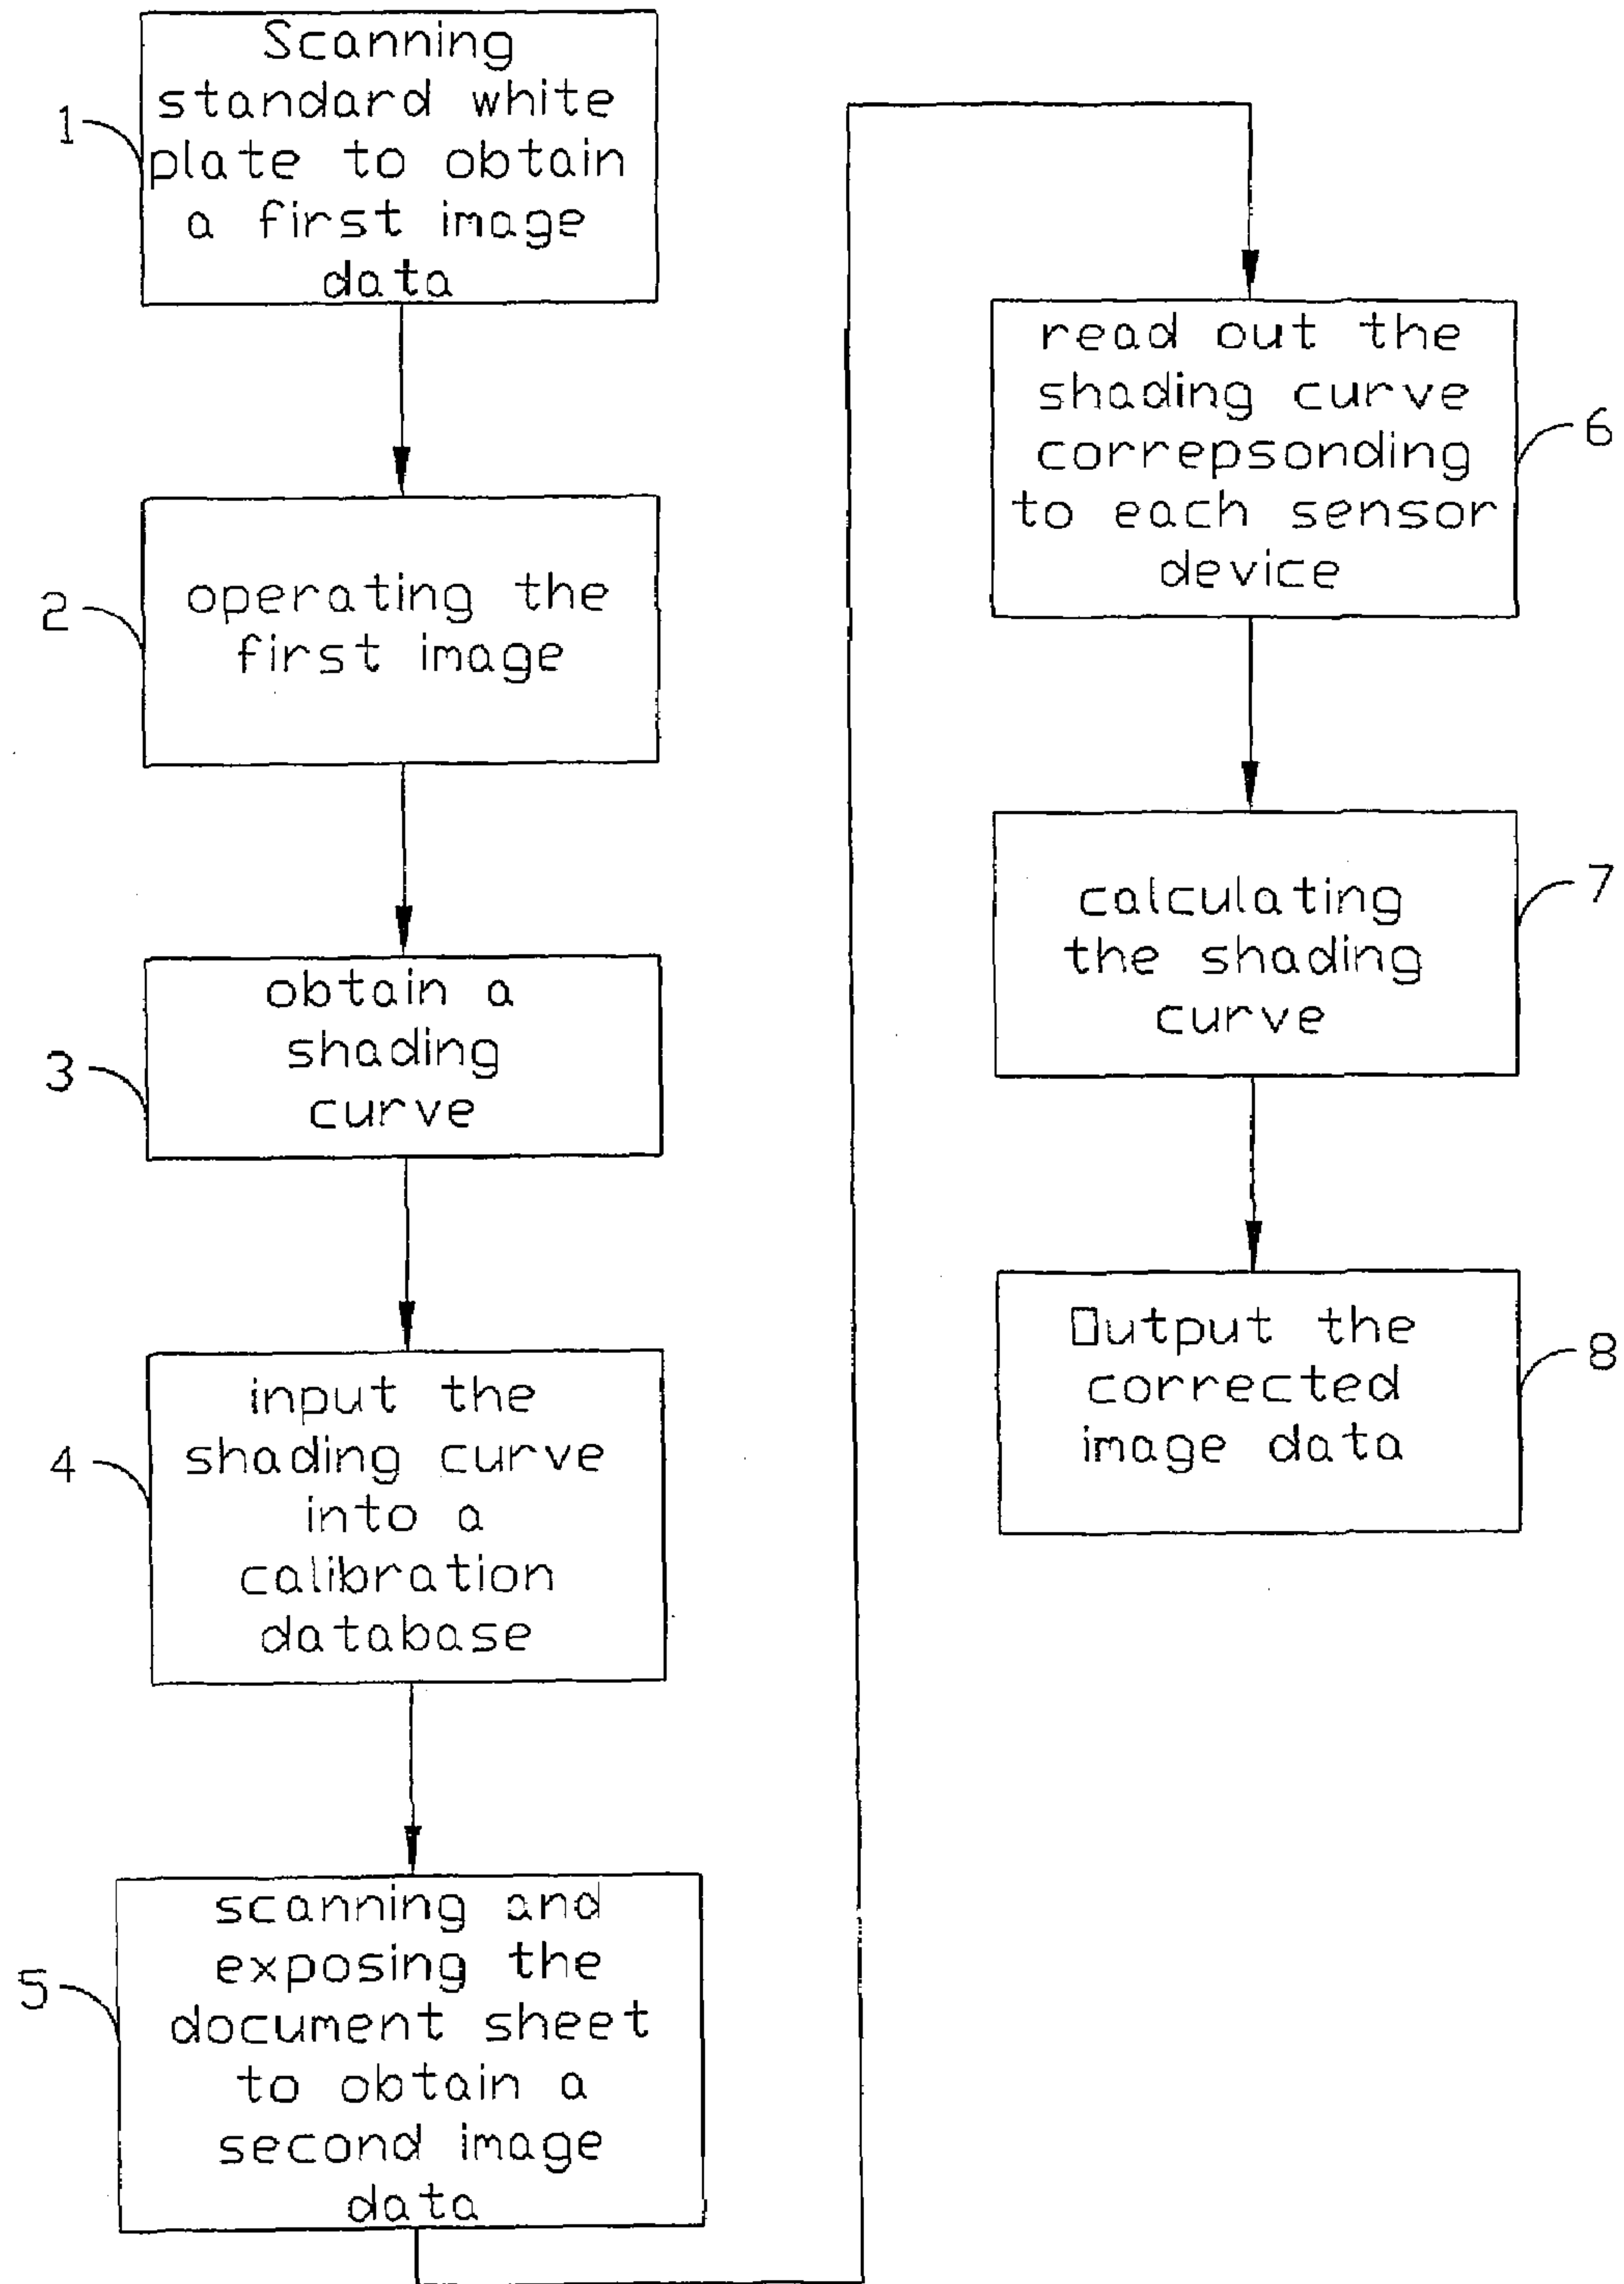 1
Scanning
standard white
plate to obtain
a first image
data
2
operating the
first image
3
obtain a
shading
curve
4
input the
shading curve
into a
calibration
database
5
scanning and
exposing the
document sheet
to obtain a
second image
data
read out the
shading curve
correpsonding
to each sensor
device
6
calculating
the shading
curve
7
Output the
corrected
image data
8